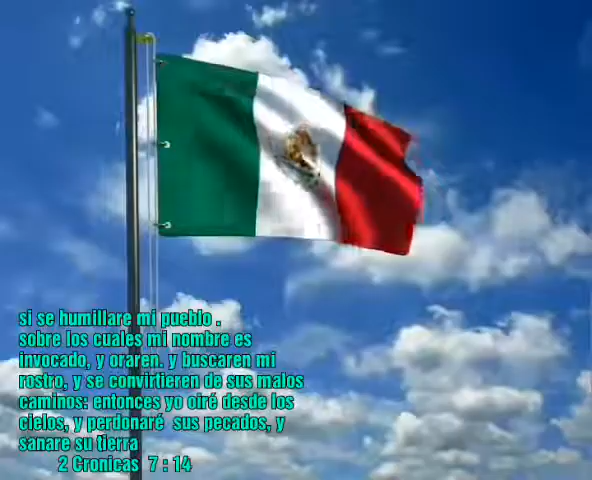 si se humillare mi pueblo .
sobre los cuales mi nombre es
invocado, y oraren. y buscaren mi
rostro, y se convirtieren de sus malos
caminos: entonces yo oiré desde los
cielos, y perdonaré sus pecados, y
sanare su tierra
2 Cronicas 7 : 14